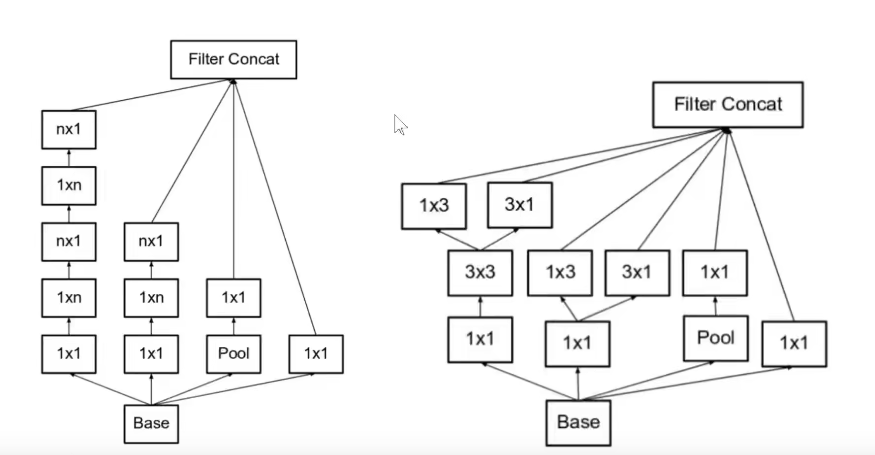 Filter Concat
nx1
1xn
nx1
nx1
1xn
1xn
1x1
1x1
1x1
Pool
1x1
Base
Filter Concat
1x3
3x1
3x3
1x3
3x1
1x1
1x1
1x1
Pool
1x1
Base